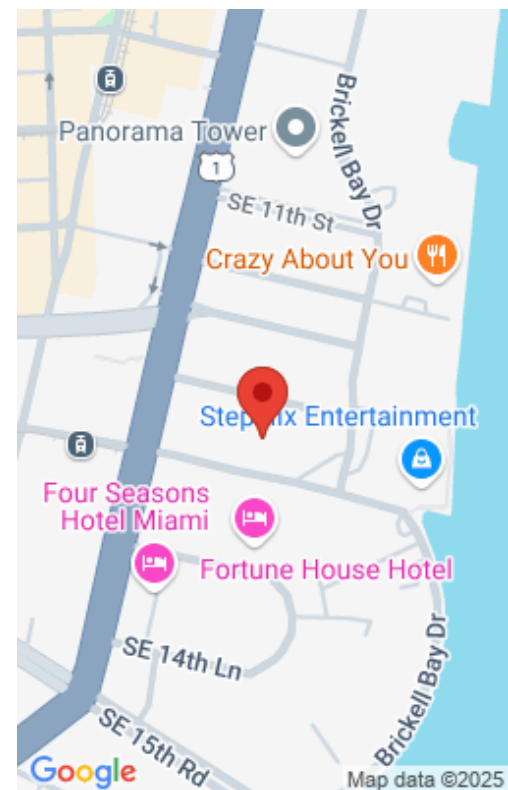 Brickell Bay Dr
Panorama Tower
1
SE 11th St
Crazy About You
Entertainment
Four Seasons
Hotel Miami
Fortune House Hotel
SE 14th Ln
Brickell Bay Dr
SE 15th Rd
Google
Map data ©2025